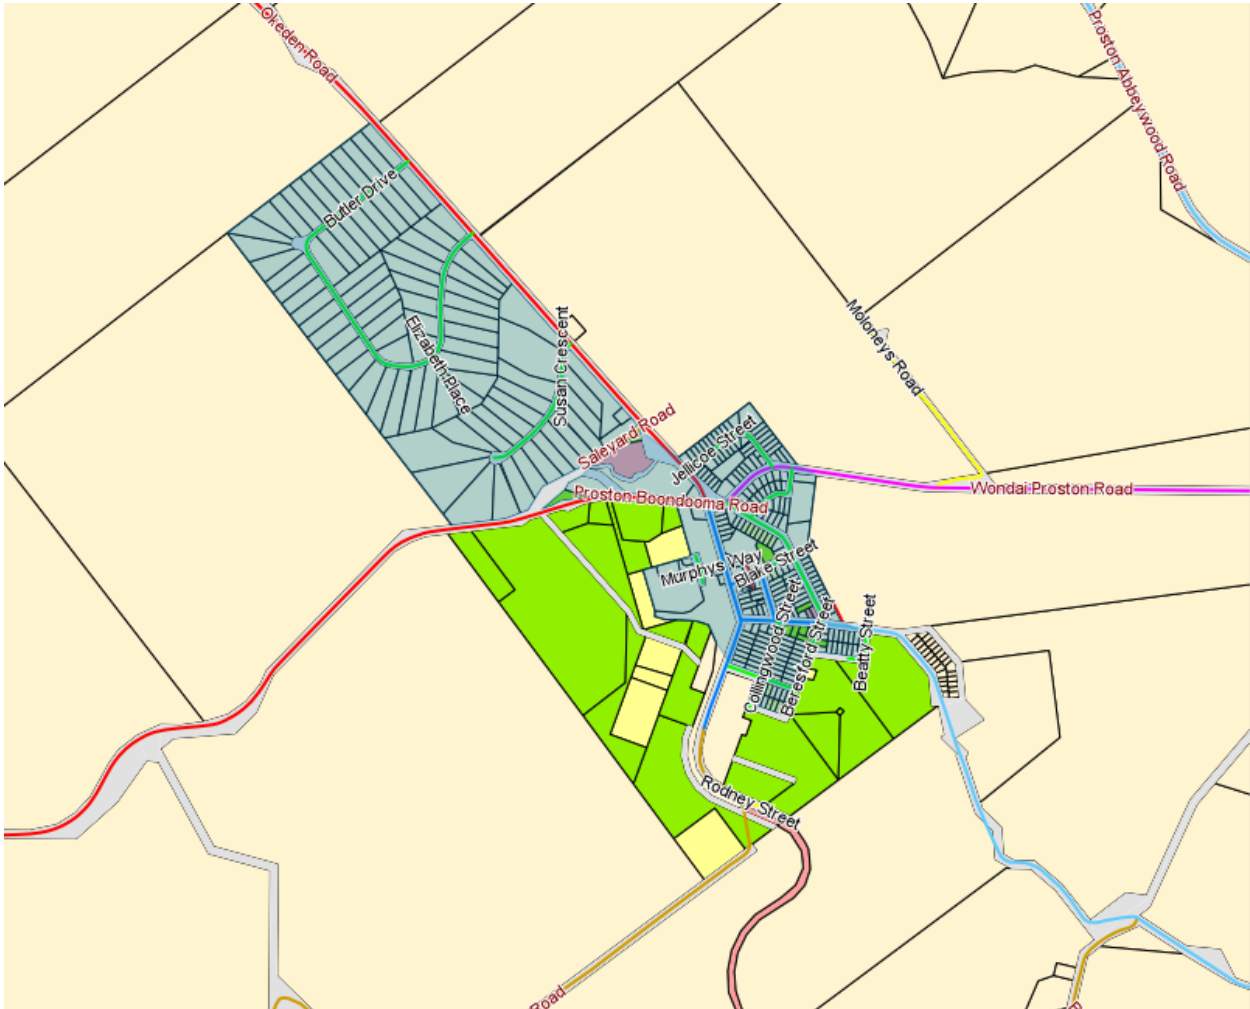 Okeden Road
Proston Abbeywood Road
Butler Drive
Moloneys Road
Elizabeth Place
Susan Crescent
Saleyard Road
Jellicoe Street
Wondai Proston Road
Proston Boondooma Road
Murphys Way
Blake Street
Collingwood Street
Beresford Street
Beatty Street
Rodney Street
Road